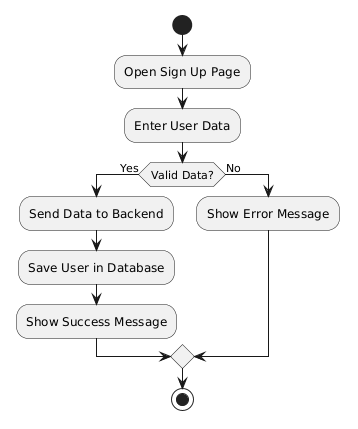 Open Sign Up Page
Enter User Data
Valid Data?
Yes
No
Send Data to Backend
Show Error Message
Save User in Database
Show Success Message